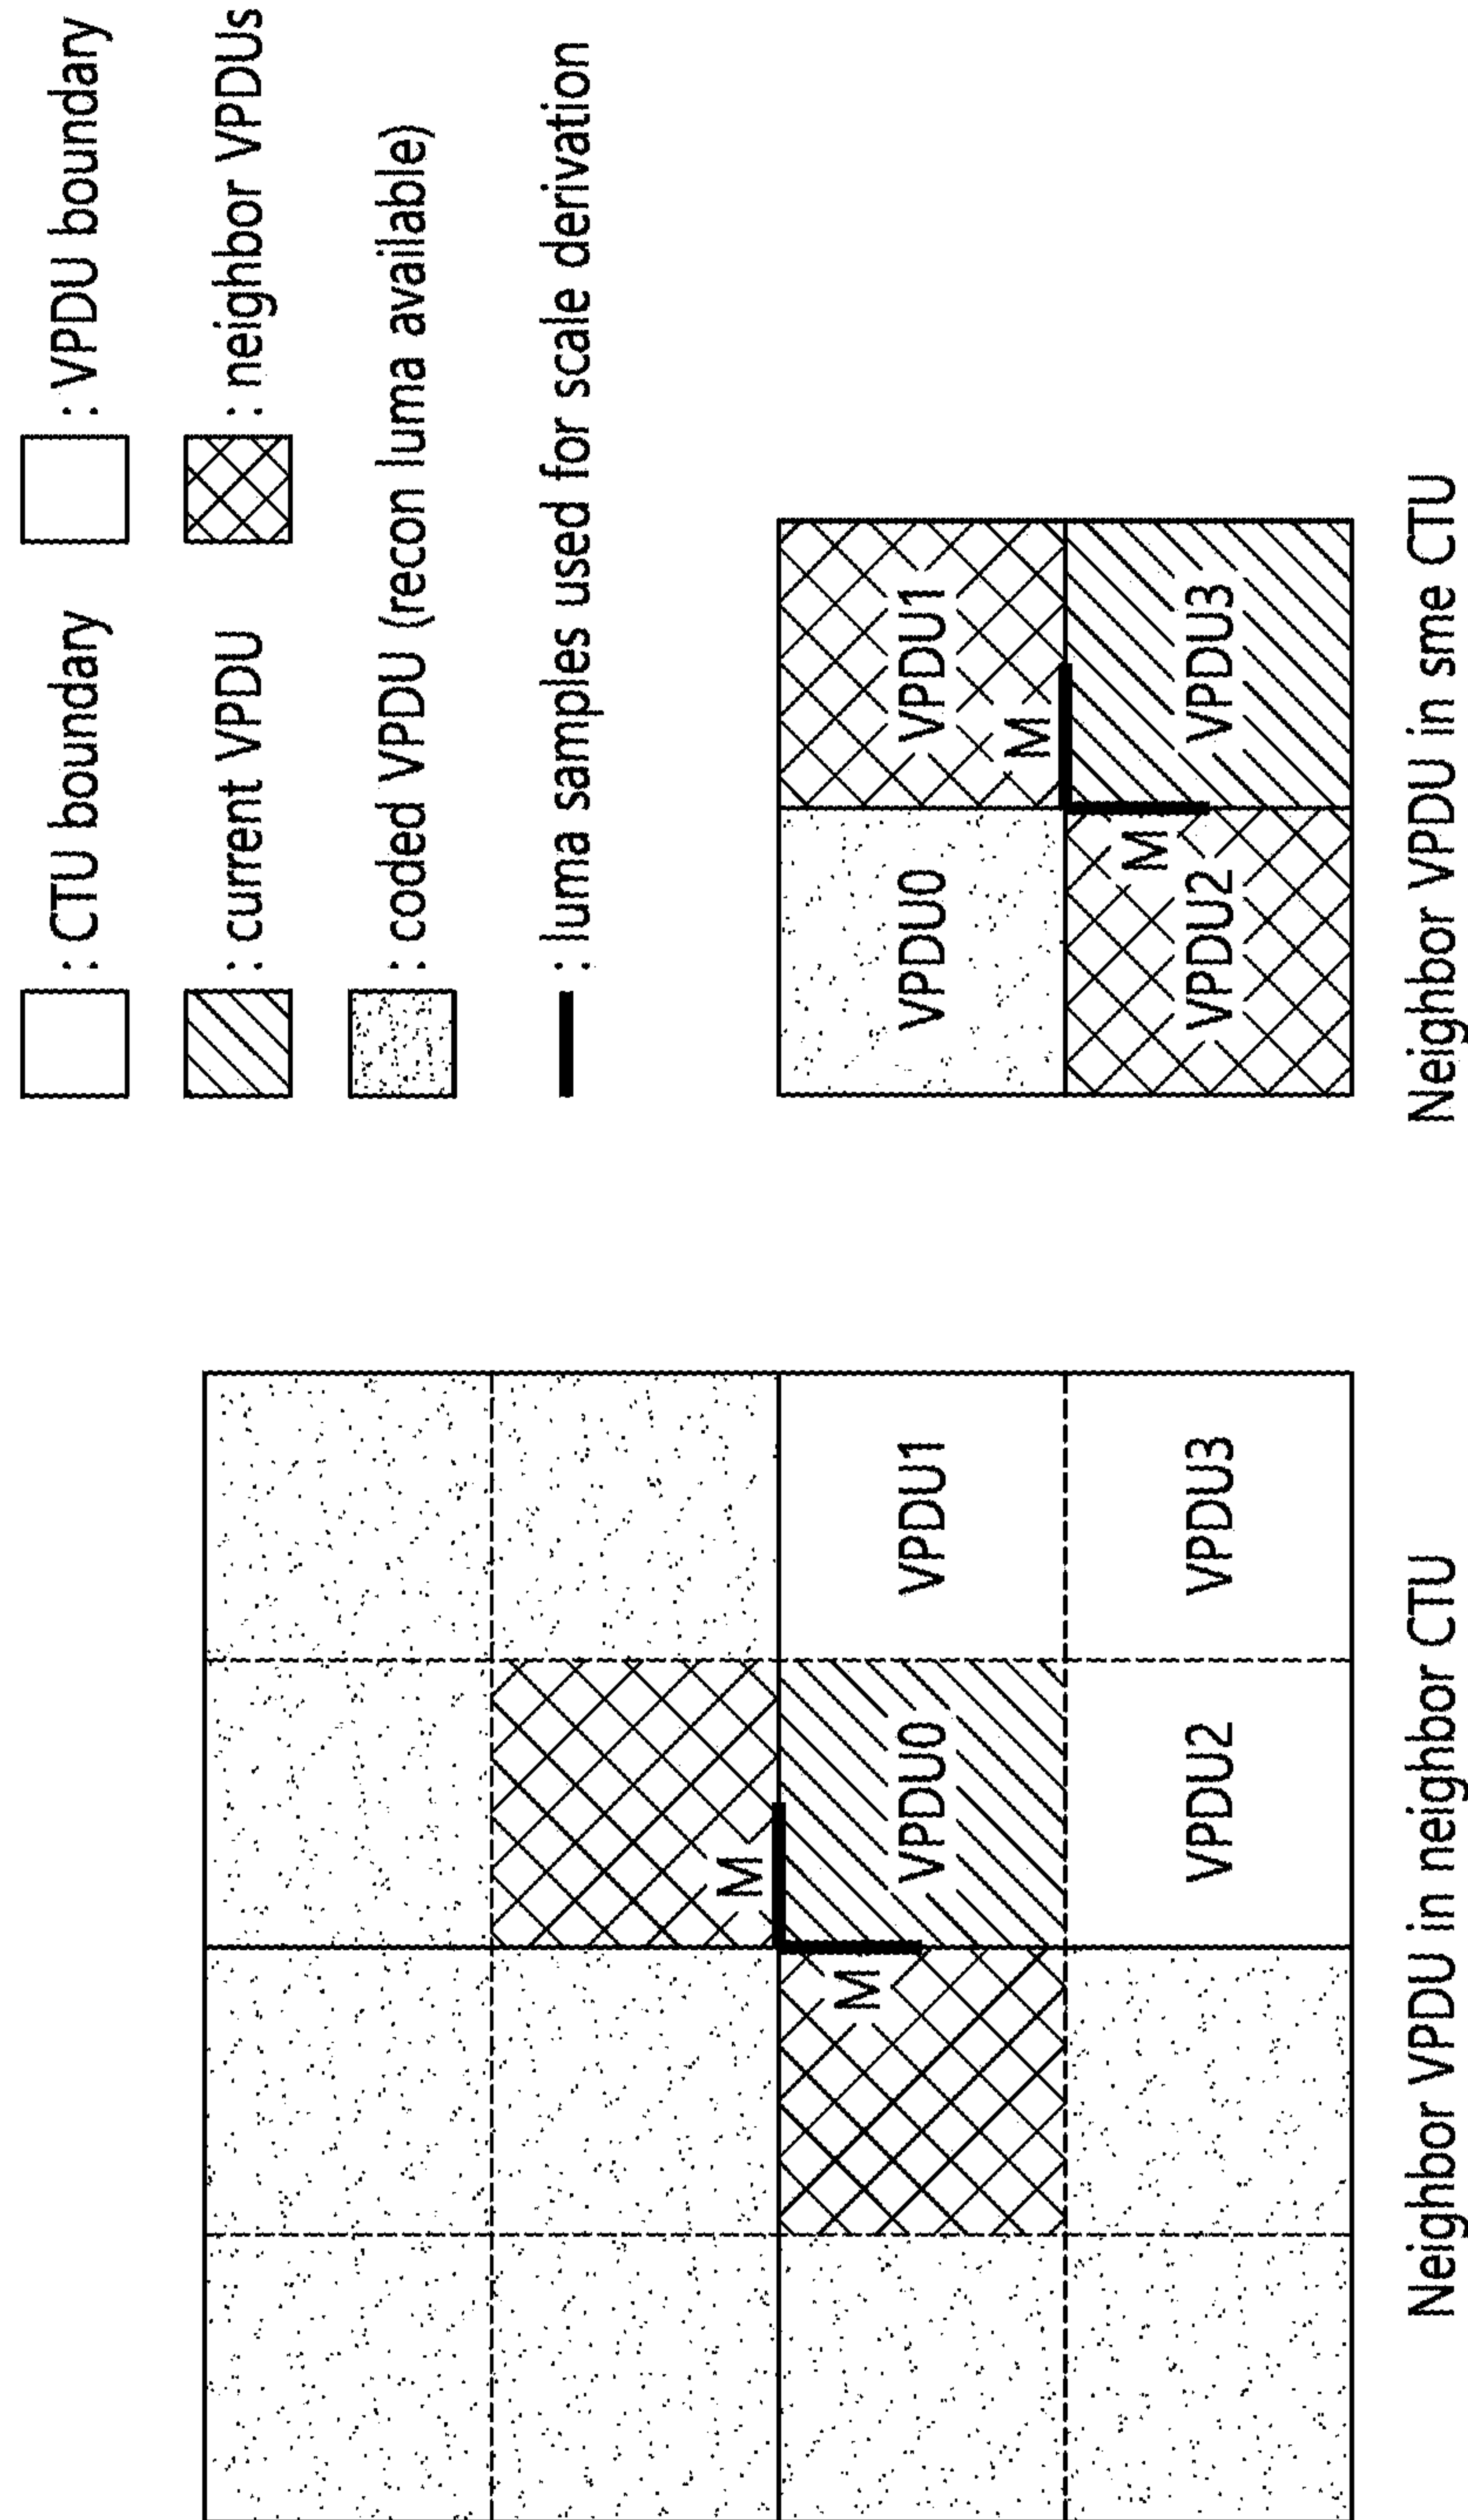 : CTU boundary : VPDU boundary
: current VPDU : neighbor VPDUs
: coded VPDU (recon luma available)
: luma samples used for scale derivation
M
M
VPDU0 VPDU1
VPDU2 VPDU3
Neighbor VPDU in neighbor CTU
VPDU0 VPDU1
M
M
VPDU2 VPDU3
Neighbor VPDU in sme CTU